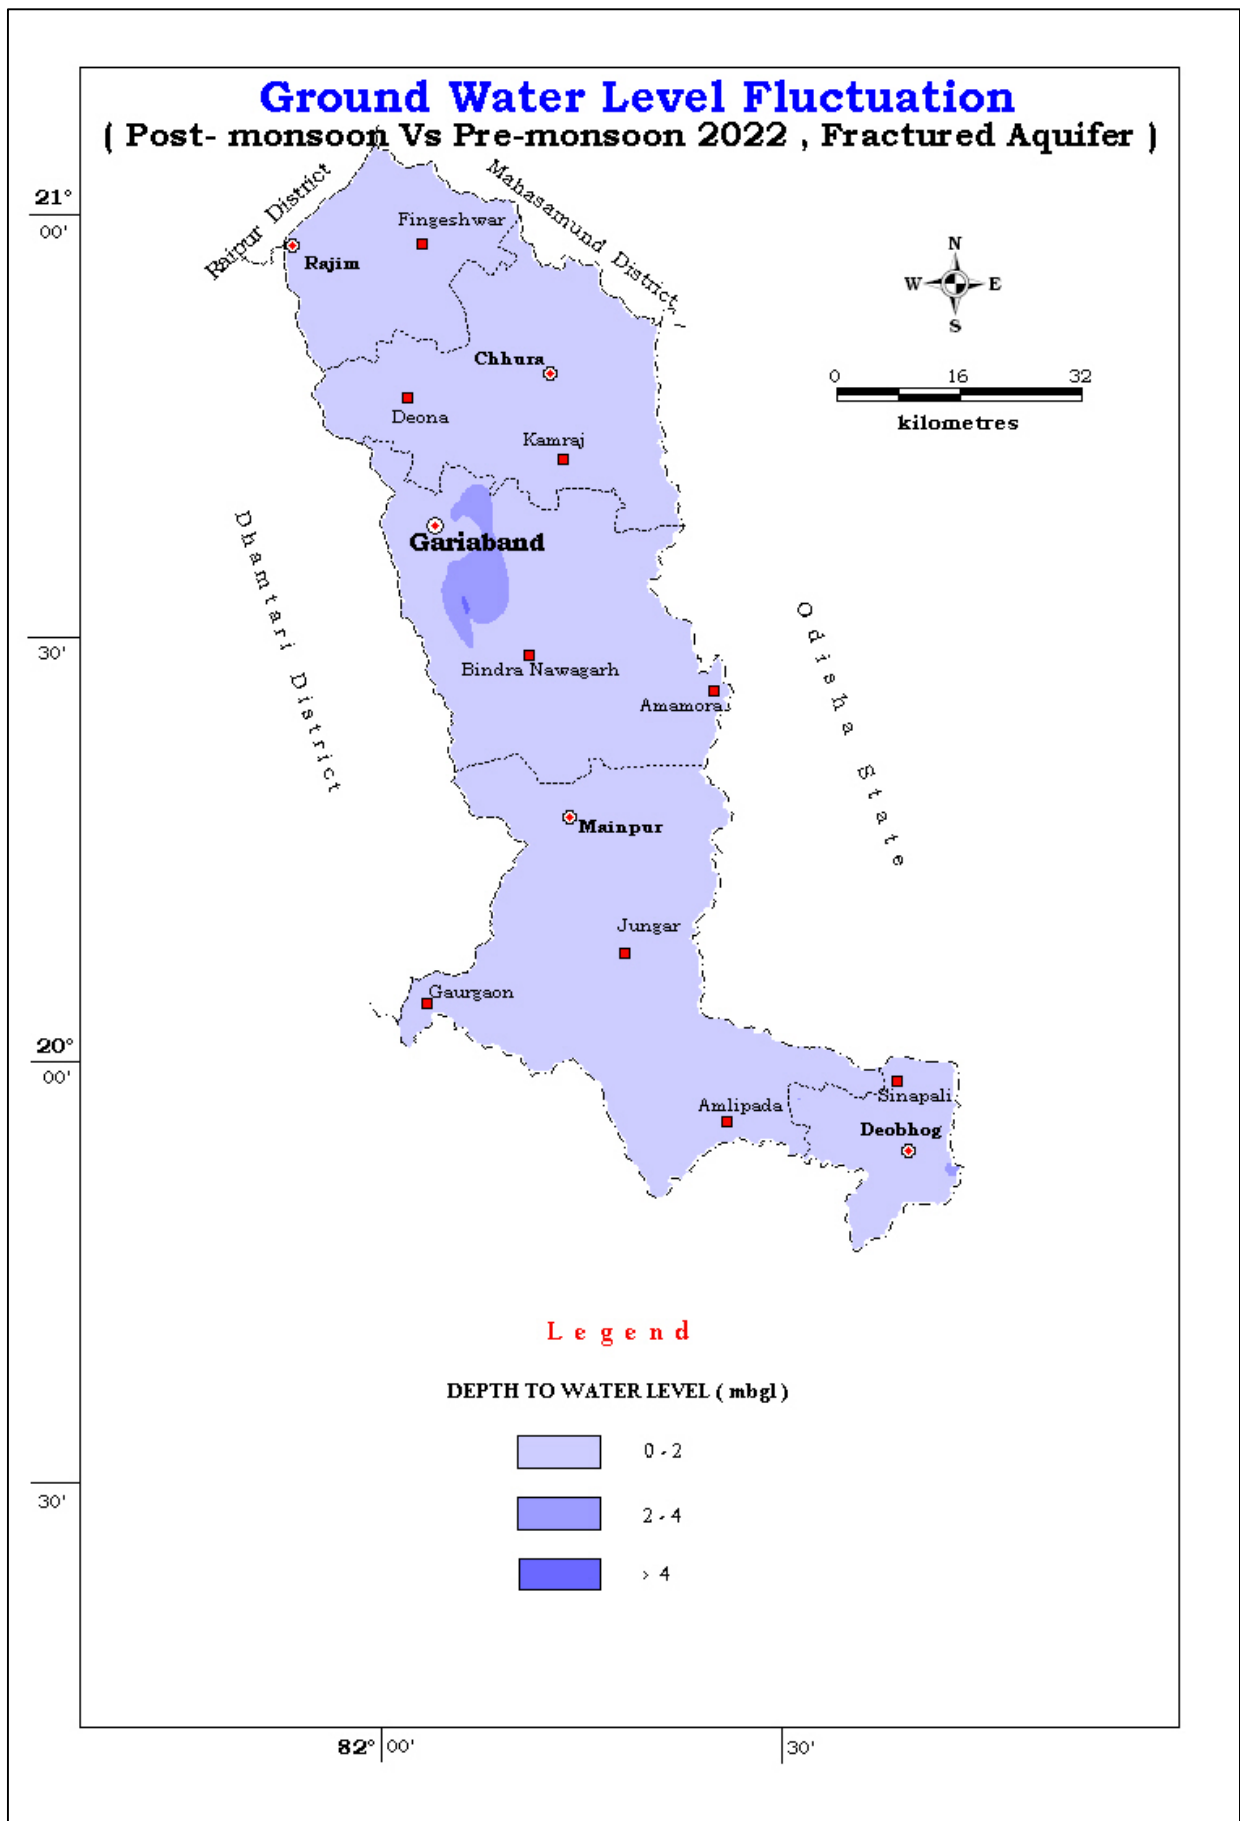 Ground Water Level Fluctuation
( Post- monsoon Vs Pre-monsoon 2022 , Fractured Aquifer )
21°
00'
Raipur District
Mahasamund District
Fingeshwar
Rajim
N
W E
S
Chhura
0 16 32
kilometres
Deona
Kamraj
Gariaband
Dhamtari District
Odisha State
30'
Bindra Nawagarh
Amamora
Mainpur
Jungar
Gaurgaon
20°
00'
Sinapali
Amlipada
Deobhog
Legend
DEPTH TO WATER LEVEL ( mbgl )
0 - 2
30'
2 - 4
> 4
82° 00'
30'